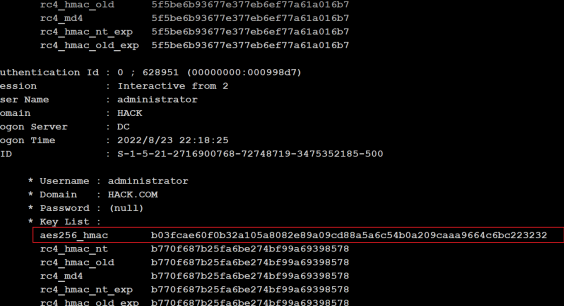 rc4_hmac_old 5f5be6b93677e377eb6ef77a61a016b7
rc4_md4 5f5be6b93677e377eb6ef77a61a016b7
rc4_hmac_nt_exp 5f5be6b93677e377eb6ef77a61a016b7
rc4_hmac_old_exp 5f5be6b93677e377eb6ef77a61a016b7
uthentication Id : 0 ; 628951 (00000000:000998d7)
ession : Interactive from 2
ser Name : administrator
omain : HACK
ogon Server : DC
ogon Time : 2022/8/23 22:18:25
ID : S-1-5-21-2716900768-72748719-3475352185-500
* Username : administrator
* Domain : HACK.COM
* Password : (null)
* Key List :
aes256_hmac b03fcae60f0b32a105a8082e89a09cd88a5a6c54b0a209caaa9664c6bc223232
rc4_hmac_nt b770f687b25fa6be274bf99a69398578
rc4_hmac_old b770f687b25fa6be274bf99a69398578
rc4_md4 b770f687b25fa6be274bf99a69398578
rc4_hmac_nt_exp b770f687b25fa6be274bf99a69398578
rc4_hmac_old_exp b770f687b25fa6be274bf99a69398578